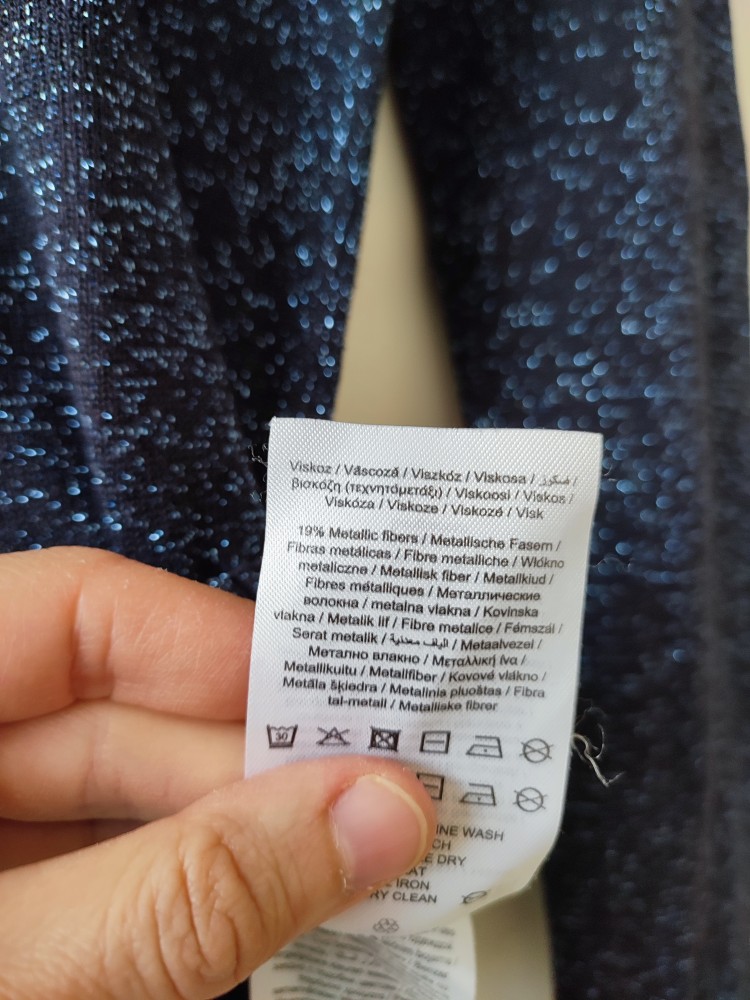 Viskoz / Vâscoză / Viszkóz / Viskosa / فسكوز /
βισκόζη (τεχνητόμετάξι) / Viskoosi / Viskos /
Viskóza / Viskoze / Viskozė / Visk
19% Metallic fibers / Metallische Fasern /
Fibras metálicas / Fibre metalliche / Włókno
metaliczne / Metallisk fiber / Metallkiud /
Fibres métalliques / Металлические
волокна / metalna vlakna / Kovinska
vlakna / Metalik lif / Fibre metalice / Fémszál /
Serat metalik / الياف معدنية / Metaalvezel /
Метално влакно / Μεταλλική ίνα /
Metallikuitu / Metallfiber / Kovové vlákno /
Metāla šķiedra / Metalinis pluoštas / Fibra
tal-metall / Metalliske fibrer
30
INE WASH
CH
E DRY
AT
IRON
RY CLEAN